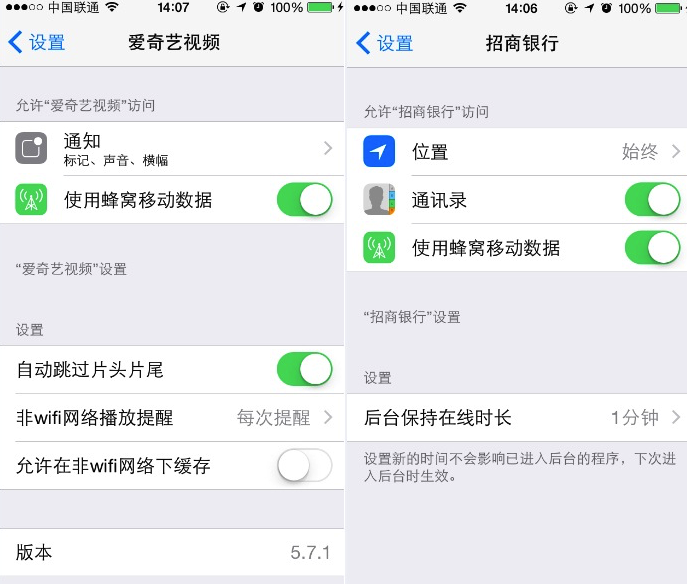 中国联通 14:07 100%
设置 爱奇艺视频
允许“爱奇艺视频”访问
通知
标记、声音、横幅
使用蜂窝移动数据
“爱奇艺视频”设置
设置
自动跳过片头片尾
非wifi网络播放提醒 每次提醒
允许在非wifi网络下缓存
版本 5.7.1
中国联通 14:06 100%
设置 招商银行
允许“招商银行”访问
位置 始终
通讯录
使用蜂窝移动数据
“招商银行”设置
设置
后台保持在线时长 1分钟
设置新的时间不会影响已进入后台的程序，下次进
入后台时生效。